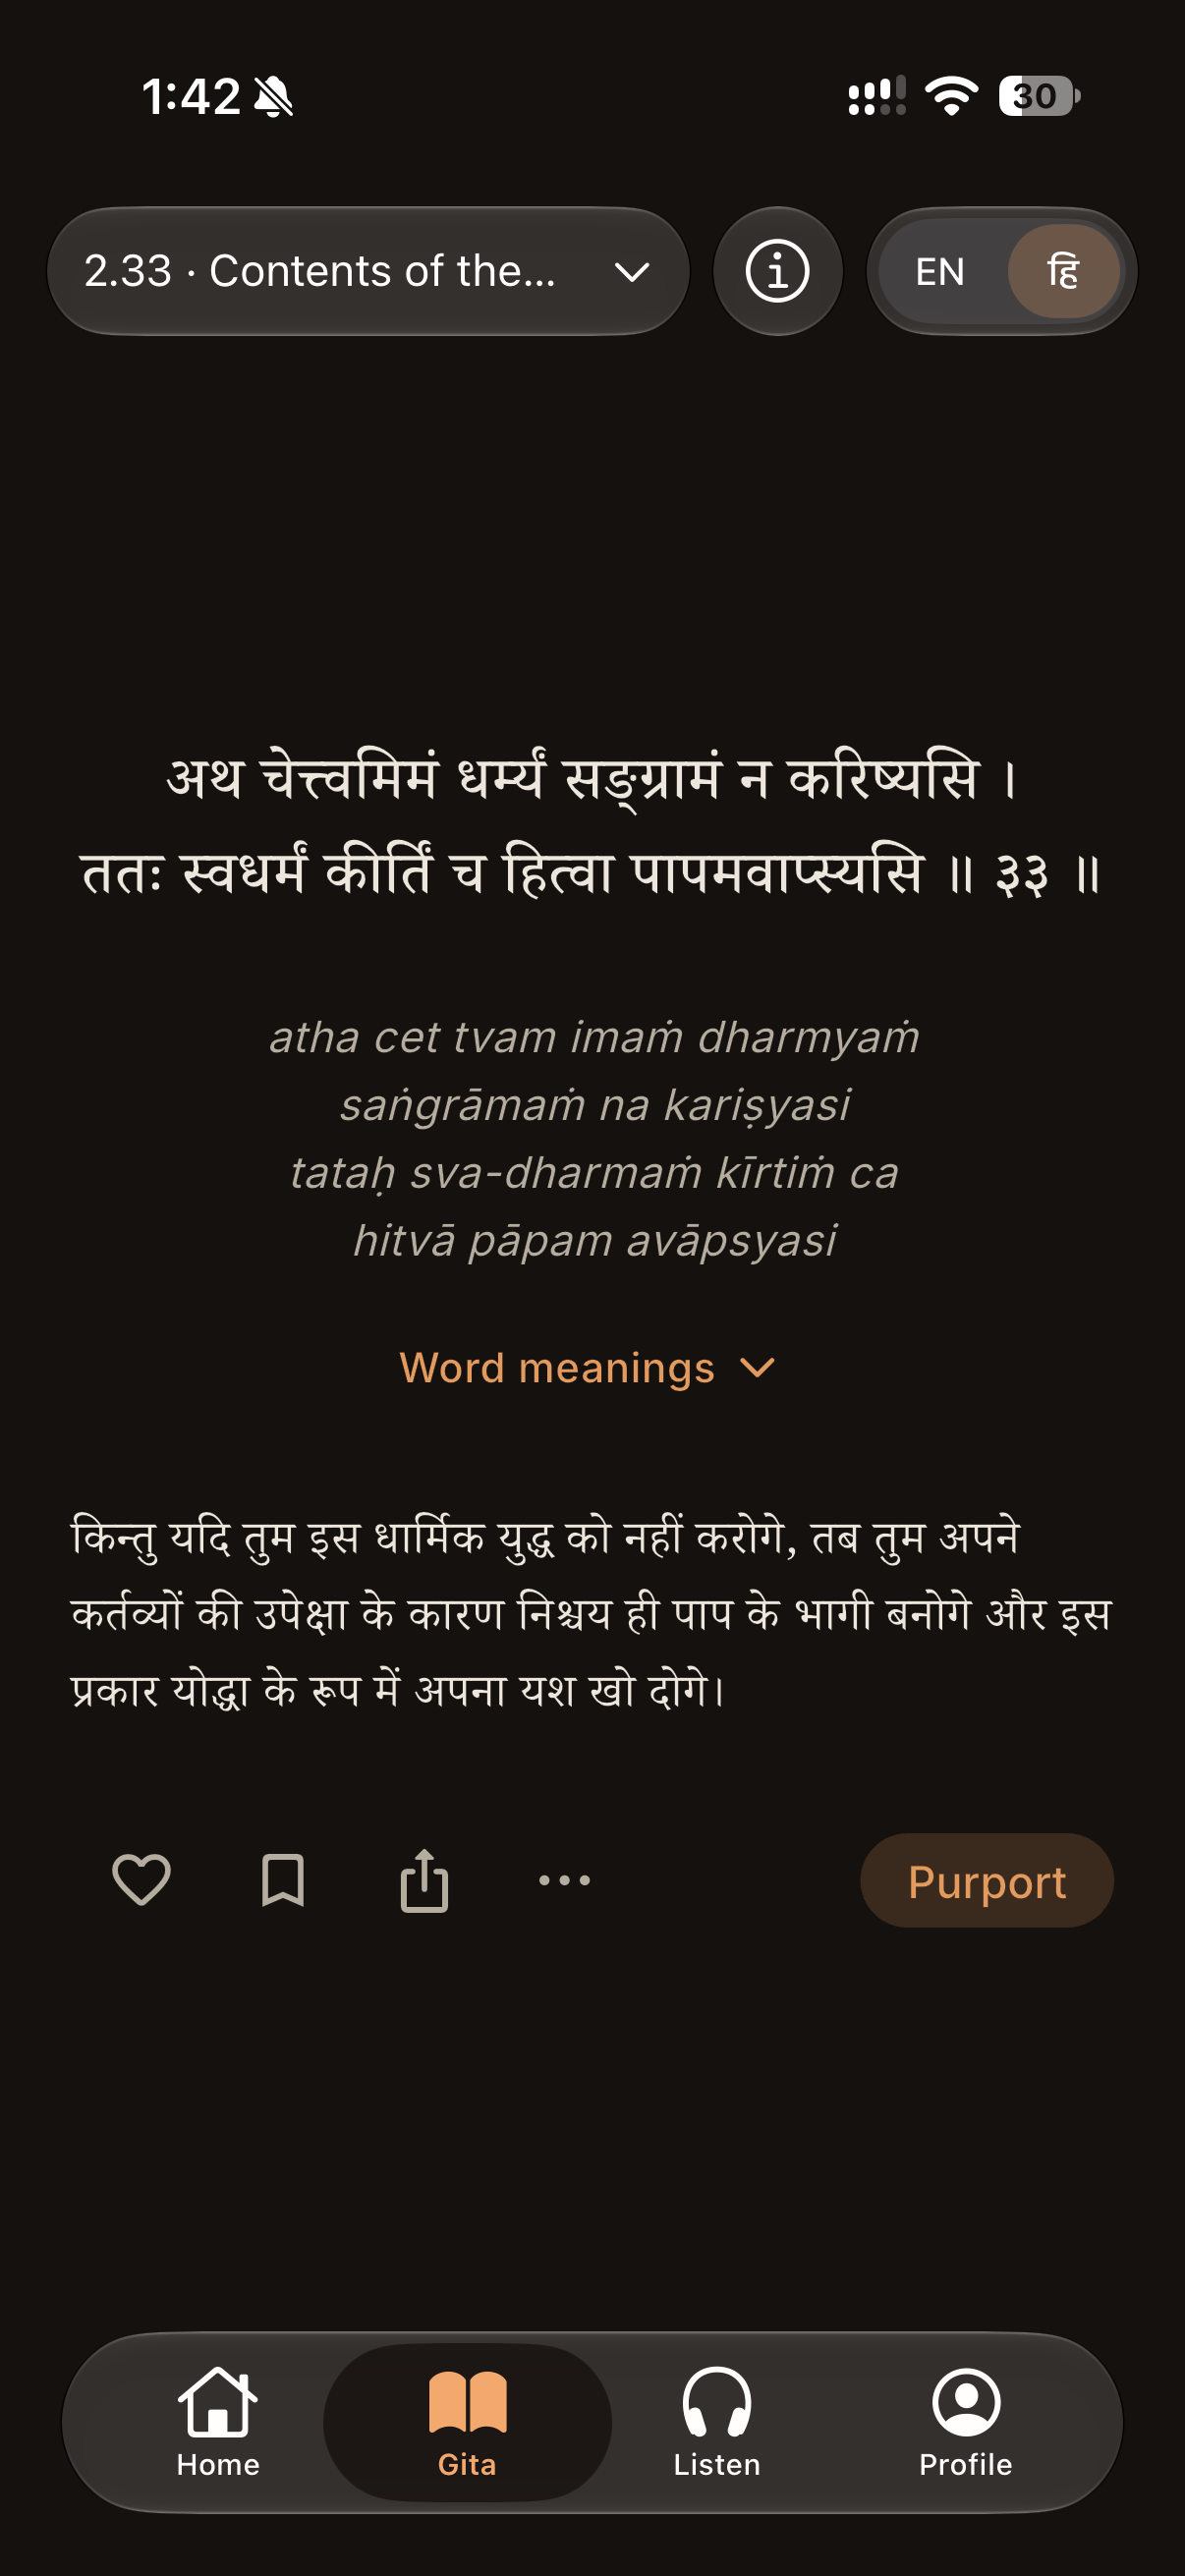 1:42
30
2.33 · Contents of the...
EN
हि
अथ चेत्त्वमिमं धर्म्यं सङ्ग्रामं न करिष्यसि ।
ततः स्वधर्मं कीर्तिं च हित्वा पापमवाप्स्यसि ॥ ३३ ॥
atha cet tvam imaṁ dharmyaṁ
saṅgrāmaṁ na kariṣyasi
tataḥ sva-dharmaṁ kīrtiṁ ca
hitvā pāpam avāpsyasi
Word meanings
किन्तु यदि तुम इस धार्मिक युद्ध को नहीं करोगे, तब तुम अपने
कर्तव्यों की उपेक्षा के कारण निश्चय ही पाप के भागी बनोगे और इस
प्रकार योद्धा के रूप में अपना यश खो दोगे।
Purport
Home
Gita
Listen
Profile